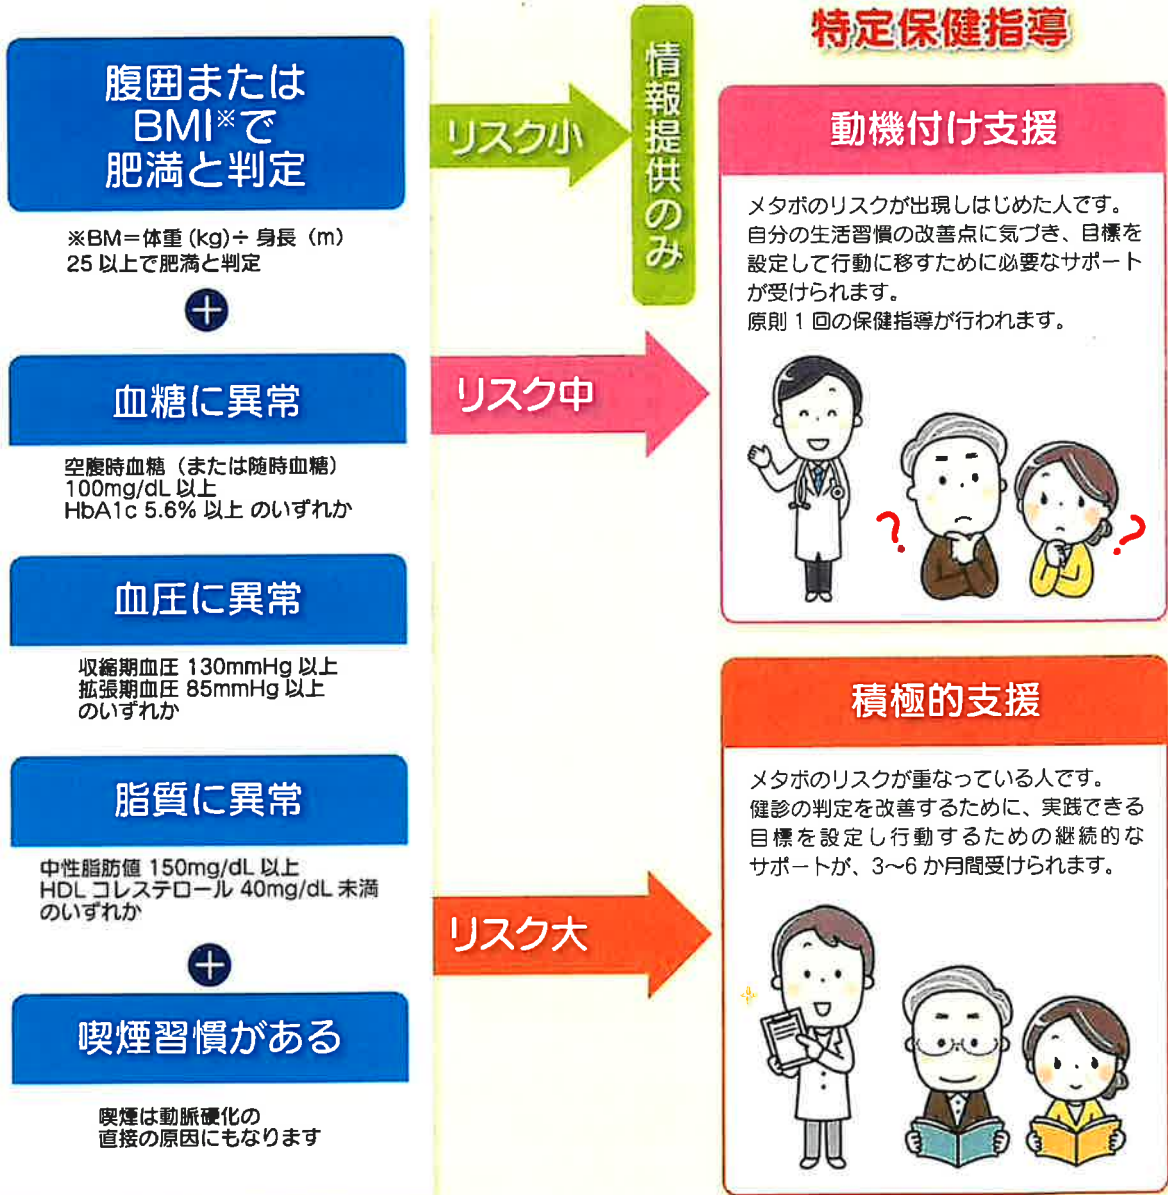 腹囲または
BMI※で
肥満と判定
※BM＝体重(kg)÷ 身長（m）
25 以上で肥満と判定
＋
血糖に異常
空腹時血糖（または随時血糖）
100mg/dL 以上
HbA1c 5.6% 以上 のいずれか
血圧に異常
収縮期血圧 130mmHg 以上
拡張期血圧 85mmHg 以上
のいずれか
脂質に異常
中性脂肪値 150mg/dL 以上
HDL コレステロール 40mg/dL 未満
のいずれか
＋
喫煙習慣がある
喫煙は動脈硬化の
直接の原因にもなります
リスク小
情報提供のみ
リスク中
リスク大
特定保健指導
動機付け支援
メタボのリスクが出現しはじめた人です。
自分の生活習慣の改善点に気づき、目標を
設定して行動に移すために必要なサポート
が受けられます。
原則 1 回の保健指導が行われます。
? ?
積極的支援
メタボのリスクが重なっている人です。
健診の判定を改善するために、実践できる
目標を設定し行動するための継続的な
サポートが、3〜6 か月間受けられます。